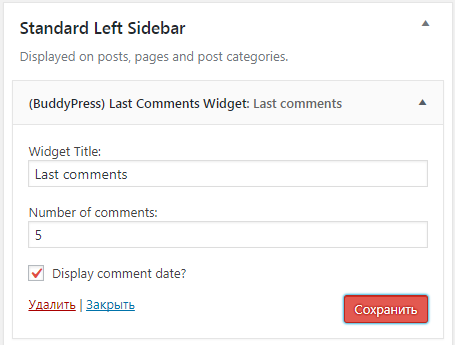 Standard Left Sidebar
Displayed on posts, pages and post categories.
(BuddyPress) Last Comments Widget: Last comments
Widget Title:
Last comments
Number of comments:
5
Display comment date?
Удалить | Закрыть
Сохранить